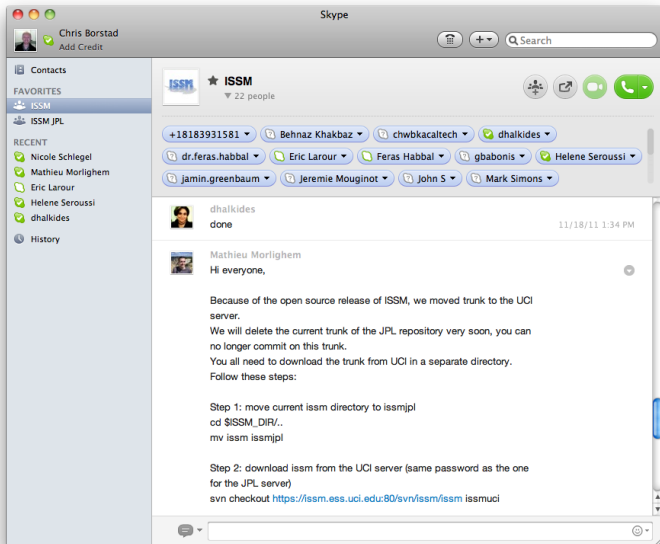 Skype
Chris Borstad
Add Credit
Search
Contacts
FAVORITES
ISSM
ISSM JPL
RECENT
Nicole Schlegel
Mathieu Morlighem
Eric Larour
Helene Seroussi
dhalkides
History
ISSM
ISSM
22 people
+18183931581
Behnaz Khakbaz
chwbkacaltech
dhalkides
dr.feras.habbal
Eric Larour
Feras Habbal
gbabonis
Helene Seroussi
jamin.greenbaum
Jeremie Mouginot
John S
Mark Simons
dhalkides
done
11/18/11 1:34 PM
Mathieu Morlighem
Hi everyone,
Because of the open source release of ISSM, we moved trunk to the UCI
server.
We will delete the current trunk of the JPL repository very soon, you can
no longer commit on this trunk.
You all need to download the trunk from UCI in a separate directory.
Follow these steps:
Step 1: move current issm directory to issmjpl
cd $ISSM_DIR/..
mv issm issmjpl
Step 2: download issm from the UCI server (same password as the one
for the JPL server)
svn checkout https://issm.ess.uci.edu:80/svn/issm/issm issmuci